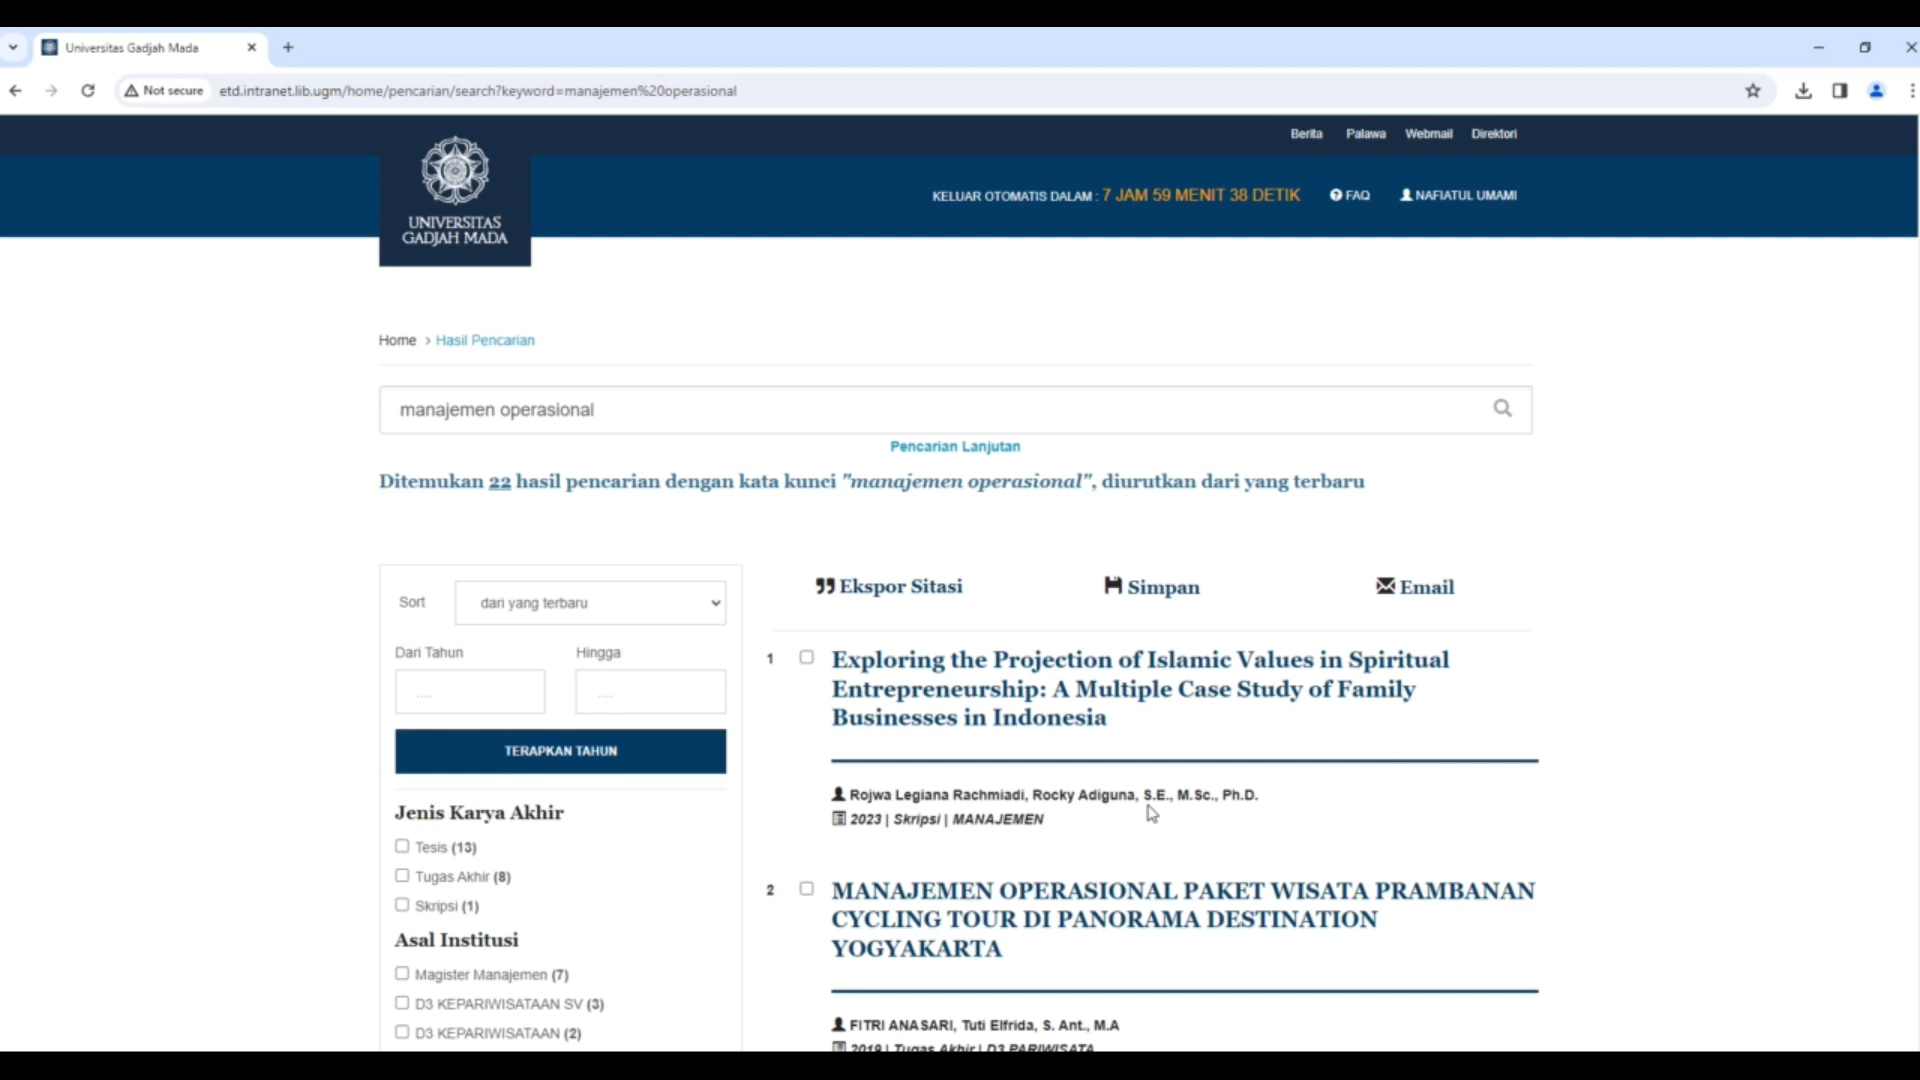 Universitas Gadjah Mada
Not secure
etd.intranet.lib.ugm/home/pencarian/search?keyword=manajemen%20operasional
Berita Palawa Webmail Direktori
UNIVERSITAS
GADJAH MADA
KELUAR OTOMATIS DALAM : 7 JAM 59 MENIT 38 DETIK
FAQ
NAFIATUL UMAMI
Home > Hasil Pencarian
manajemen operasional
Pencarian Lanjutan
Ditemukan 22 hasil pencarian dengan kata kunci "manajemen operasional", diurutkan dari yang terbaru
Sort dari yang terbaru
Dari Tahun Hingga
.... ....
TERAPKAN TAHUN
Jenis Karya Akhir
Tesis (13)
Tugas Akhir (8)
Skripsi (1)
Asal Institusi
Magister Manajemen (7)
D3 KEPARIWISATAAN SV (3)
D3 KEPARIWISATAAN (2)
Ekspor Sitasi Simpan Email
1 Exploring the Projection of Islamic Values in Spiritual
Entrepreneurship: A Multiple Case Study of Family
Businesses in Indonesia
Rojwa Legiana Rachmiadi, Rocky Adiguna, S.E., M.Sc., Ph.D.
2023 | Skripsi | MANAJEMEN
2 MANAJEMEN OPERASIONAL PAKET WISATA PRAMBANAN
CYCLING TOUR DI PANORAMA DESTINATION
YOGYAKARTA
FITRI ANASARI, Tuti Elfrida, S. Ant., M.A
2019 | Tugas Akhir | D3 PARIWISATA